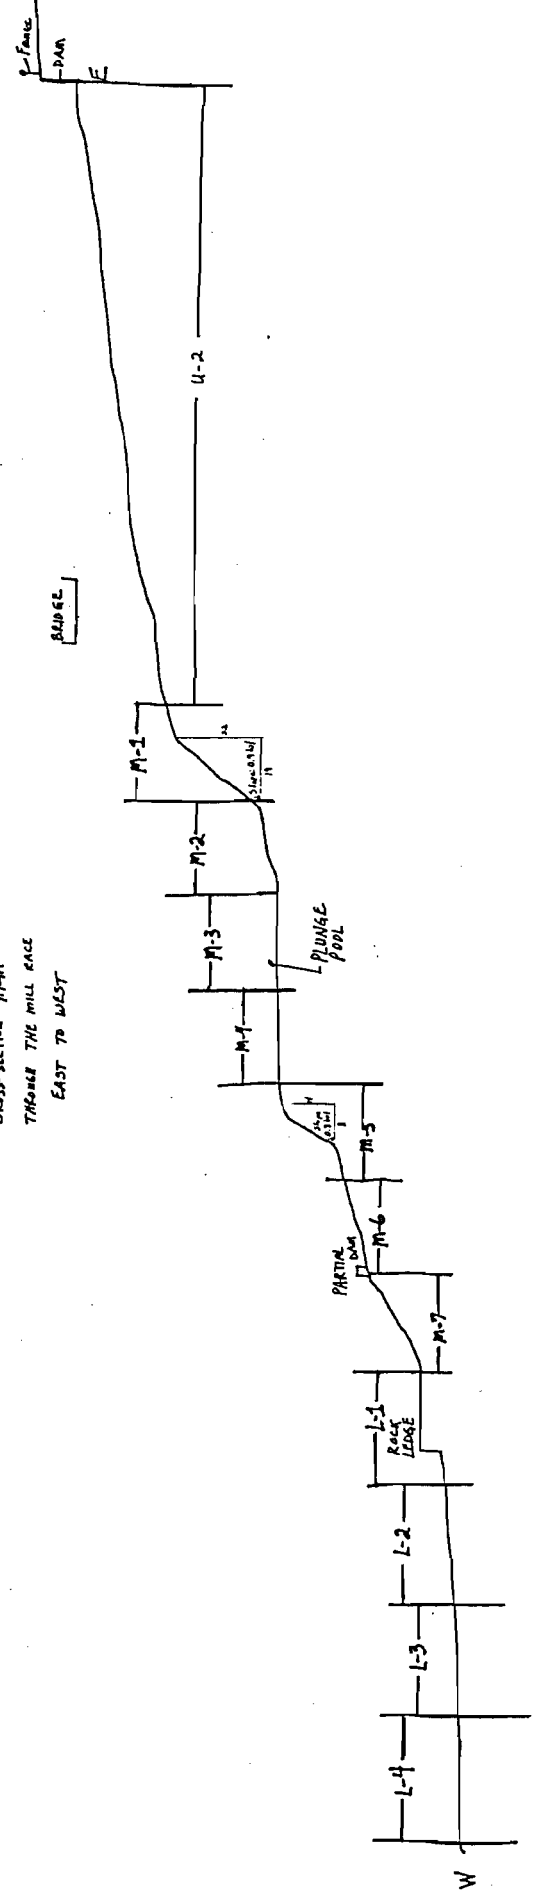 THROUGH THE MILL RACE
EAST TO WEST
Fence
DAM
E
U-2
BRIDGE
M-1
M-2
M-3
PLUNGE
POOL
M-4
M-5
M-6
PARTIAL
DAM
M-7
L-1
ROCK
LEDGE
L-2
L-3
L-4
W